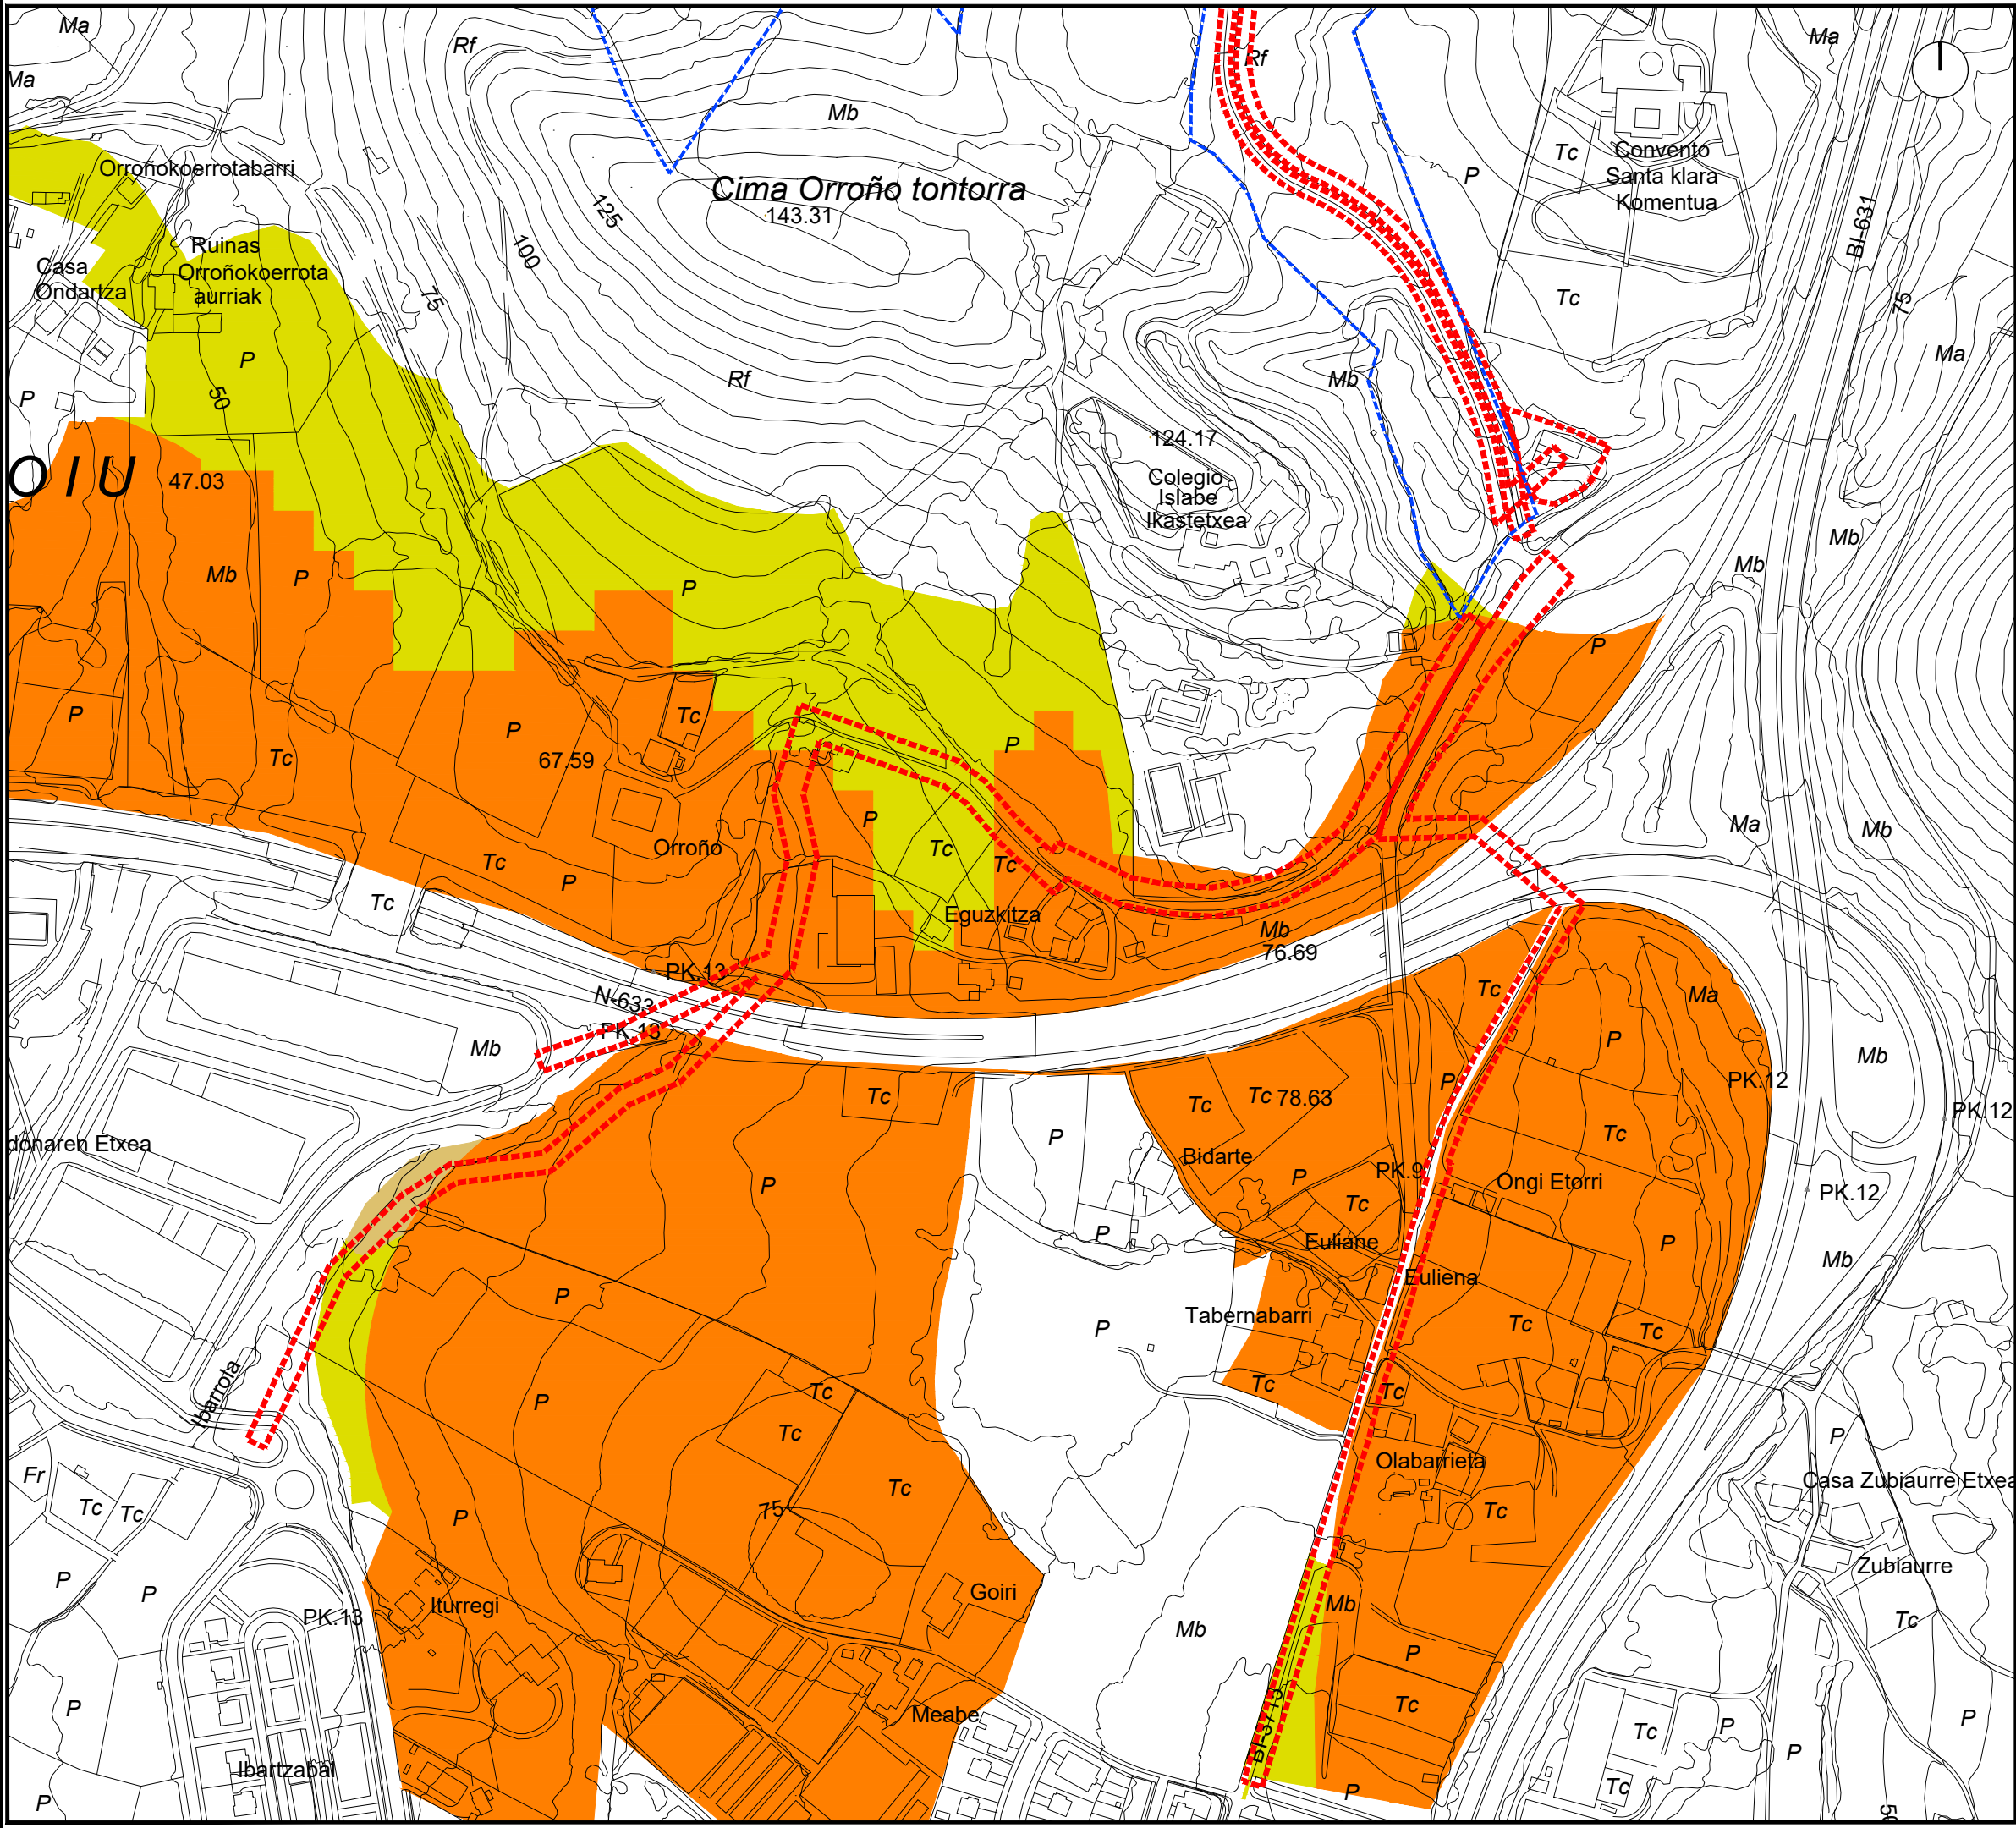 Ma
Rf
Rf
Ma
Ma
Mb
Orroñokoerrotabarri
Cima Orroño tontorra
143.31
125
100
75
Tc
Convento
Santa klara
Komentua
P
BI-631
75
Ruinas
Orroñokoerrota
aurriak
Casa
Ondartza
Tc
Ma
P
50
P
Rf
Mb
O I U
47.03
124.17
Colegio
Islabe
Ikastetxea
Mb
Mb
Mb
P
P
P
P
Tc
P
67.59
Tc
P
Orroño
P
Tc
Tc
Ma
Mb
Tc
P
Tc
Eguzkitza
Mb
76.69
PK.13
N-633
PK.13
Mb
Tc
Ma
P
Mb
Tc
Tc
Tc 78.63
P
PK.12
PK.12
P
Tc
Bidarte
P
PK.9
Ongi Etorri
PK.12
P
Tc
Euliane
P
Mb
P
Euliena
P
Tabernabarri
P
Tc
Tc
Ibarrola
P
Tc
Tc
Tc
Tc
Olabarrieta
P
Casa Zubiaurre Etxea
Fr
Tc
Tc
Tc
75
P
Tc
P
P
Iturregi
Goiri
Mb
Mb
Zubiaurre
Tc
PK.13
P
P
Meabe
Tc
Tc
P
P
P
BI-3715
Ibartzabal
P
P
Tc